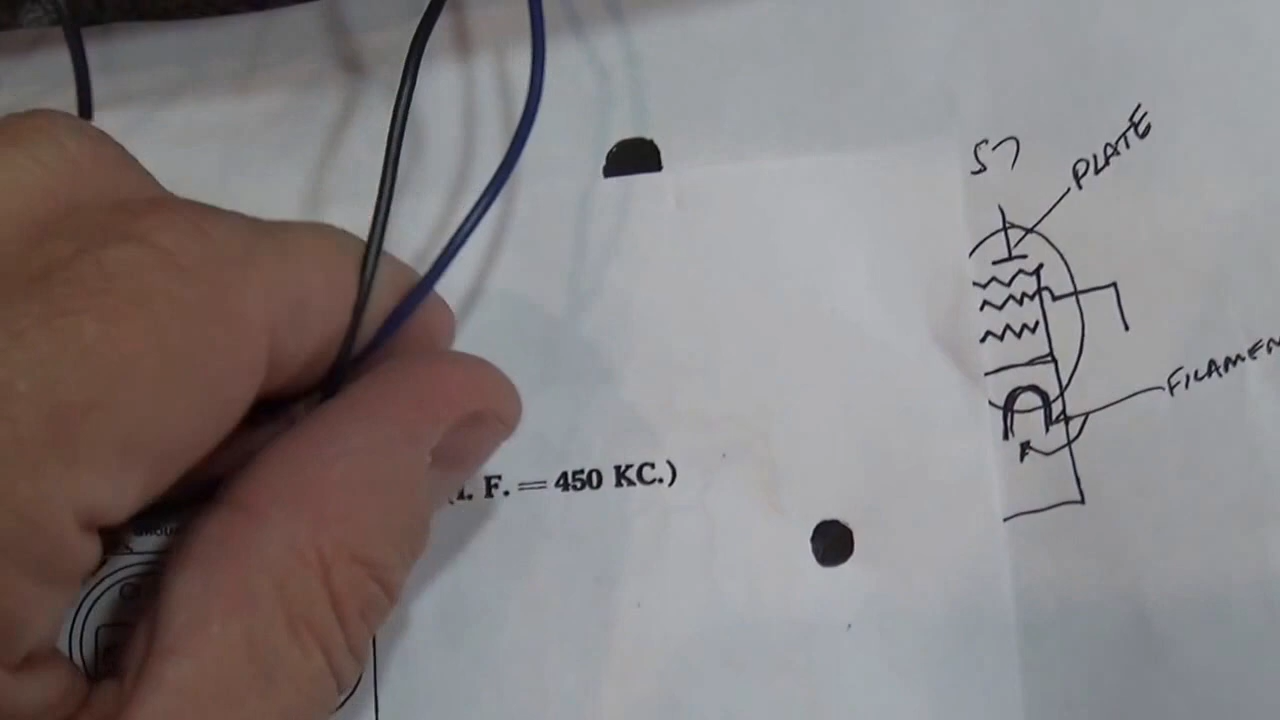 57
PLATE
FILAMEN
F. = 450 KC.)